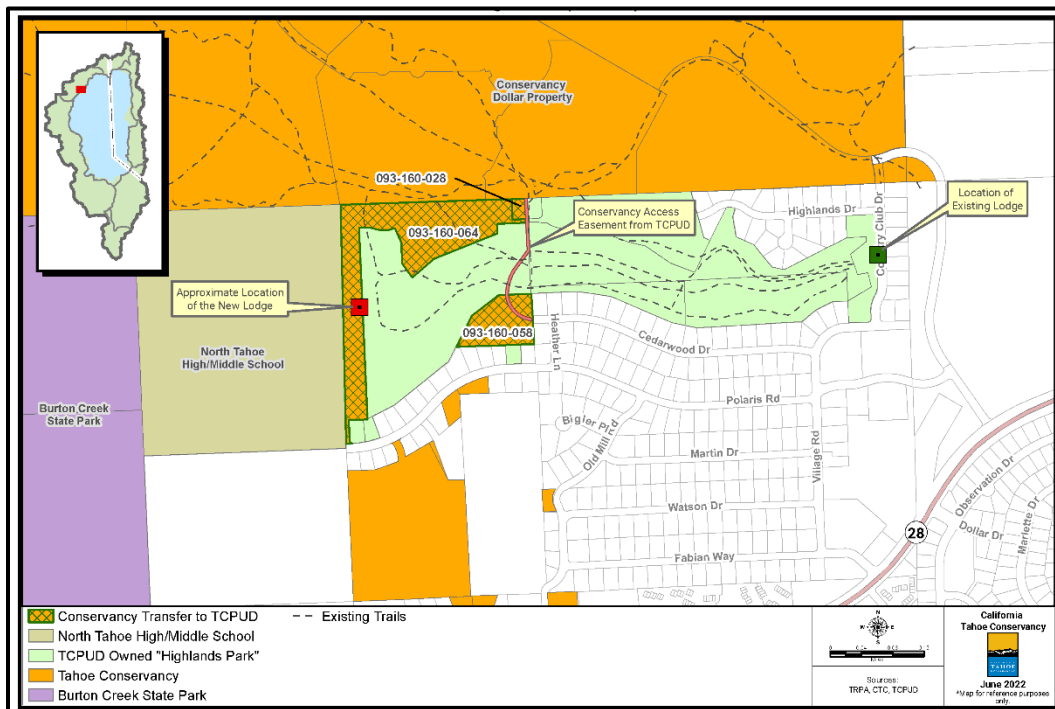 Conservancy
Dollar Property
093-160-028
093-160-064
Conservancy Access
Easement from TCPUD
Highlands Dr
Country Club Dr
Location of
Existing Lodge
Approximate Location
of the New Lodge
093-160-058
North Tahoe
High/Middle School
Burton Creek
State Park
Heather Ln
Cedarwood Dr
Polaris Rd
Bigler Pl
Old Mill Rd
Martin Dr
Village Rd
Watson Dr
Fabian Way
28
Observation Dr
Dollar Dr
Marlette Dr
Conservancy Transfer to TCPUD
Existing Trails
North Tahoe High/Middle School
TCPUD Owned "Highlands Park"
Tahoe Conservancy
Burton Creek State Park
N
W
E
S
Sources:
TRPA, CTC, TCPUD
California
Tahoe Conservancy
TAHOE
June 2022
*Map for reference purposes
only.